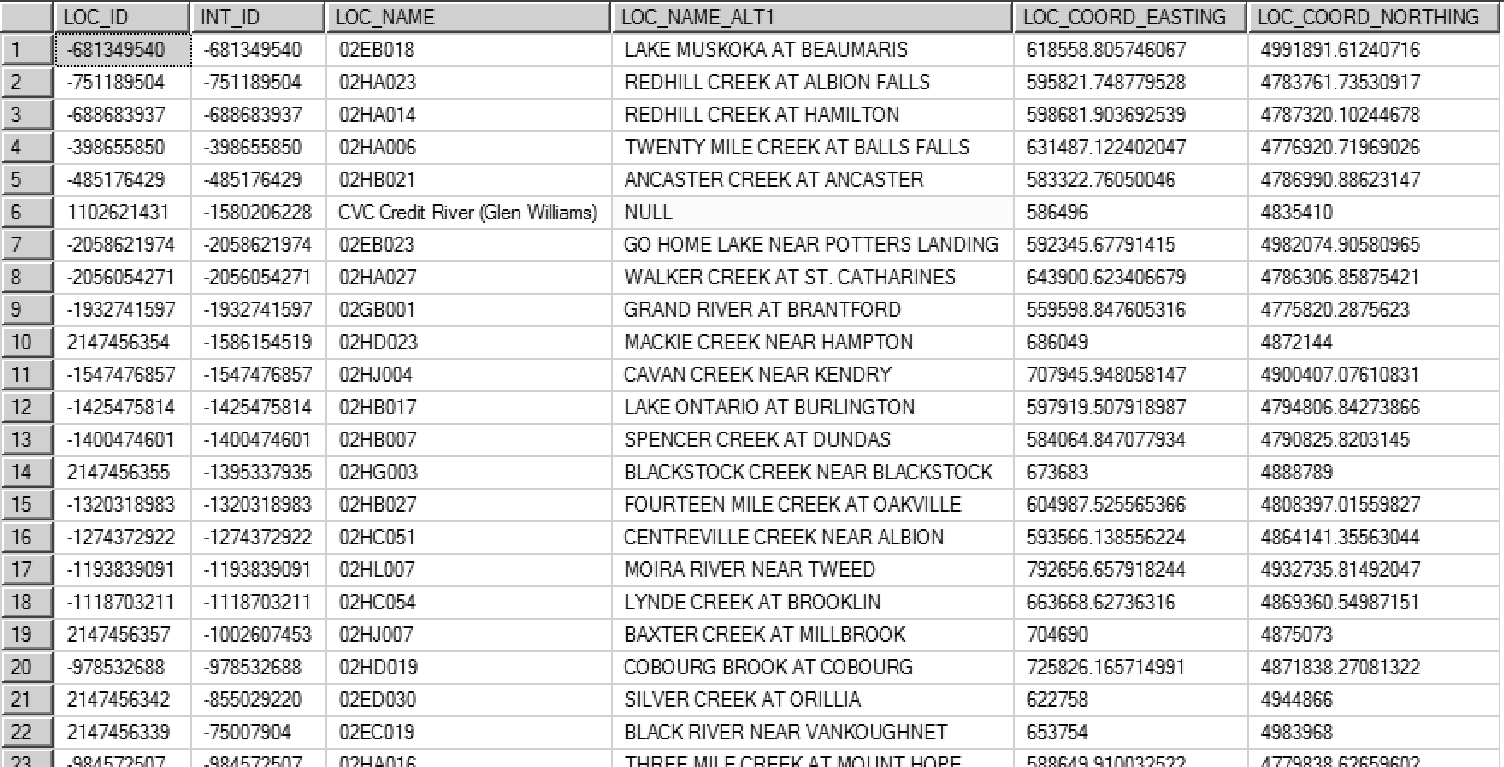 LOC_ID INT_ID LOC_NAME LOC_NAME_ALT1 LOC_COORD_EASTING LOC_COORD_NORTHING
1 -681349540 -681349540 02EB018 LAKE MUSKOKA AT BEAUMARIS 618558.805746067 4991891.61240716
2 -751189504 -751189504 02HA023 REDHILL CREEK AT ALBION FALLS 595821.748779528 4783761.73530917
3 -688683937 -688683937 02HA014 REDHILL CREEK AT HAMILTON 598681.903692539 4787320.10244678
4 -398655850 -398655850 02HA006 TWENTY MILE CREEK AT BALLS FALLS 631487.122402047 4776920.71969026
5 -485176429 -485176429 02HB021 ANCASTER CREEK AT ANCASTER 583322.76050046 4786990.88623147
6 1102621431 -1580206228 CVC Credit River (Glen Williams) NULL 586496 4835410
7 -2058621974 -2058621974 02EB023 GO HOME LAKE NEAR POTTERS LANDING 592345.67791415 4982074.90580965
8 -2056054271 -2056054271 02HA027 WALKER CREEK AT ST. CATHARINES 643900.623406679 4786306.85875421
9 -1932741597 -1932741597 02GB001 GRAND RIVER AT BRANTFORD 559598.847605316 4775820.2875623
10 2147456354 -1586154519 02HD023 MACKIE CREEK NEAR HAMPTON 686049 4872144
11 -1547476857 -1547476857 02HJ004 CAVAN CREEK NEAR KENDRY 707945.948058147 4900407.07610831
12 -1425475814 -1425475814 02HB017 LAKE ONTARIO AT BURLINGTON 597919.507918987 4794806.84273866
13 -1400474601 -1400474601 02HB007 SPENCER CREEK AT DUNDAS 584064.847077934 4790825.8203145
14 2147456355 -1395337935 02HG003 BLACKSTOCK CREEK NEAR BLACKSTOCK 673683 4888789
15 -1320318983 -1320318983 02HB027 FOURTEEN MILE CREEK AT OAKVILLE 604987.525565366 4808397.01559827
16 -1274372922 -1274372922 02HC051 CENTREVILLE CREEK NEAR ALBION 593566.138556224 4864141.35563044
17 -1193839091 -1193839091 02HL007 MOIRA RIVER NEAR TWEED 792656.657918244 4932735.81492047
18 -1118703211 -1118703211 02HC054 LYNDE CREEK AT BROOKLIN 663668.62736316 4869360.54987151
19 2147456357 -1002607453 02HJ007 BAXTER CREEK AT MILLBROOK 704690 4875073
20 -978532688 -978532688 02HD019 COBOURG BROOK AT COBOURG 725826.165714991 4871838.27081322
21 2147456342 -855029220 02ED030 SILVER CREEK AT ORILLIA 622758 4944866
22 2147456339 -75007904 02EC019 BLACK RIVER NEAR VANKOUGHNET 653754 4983968
23 -984572507 -984572507 02HA016 THREE MILE CREEK AT MOUNT HOPE 588649.910032522 4779838.62659602